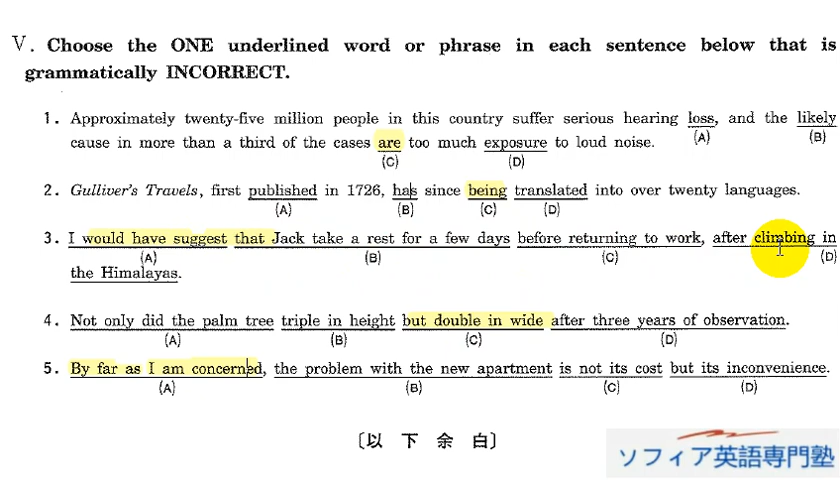 V. Choose the ONE underlined word or phrase in each sentence below that is
grammatically INCORRECT.
1. Approximately twenty-five million people in this country suffer serious hearing loss, and the likely
(A) (B)
cause in more than a third of the cases are too much exposure to loud noise.
(C) (D)
2. Gulliver's Travels, first published in 1726, has since being translated into over twenty languages.
(A) (B) (C) (D)
3. I would have suggest that Jack take a rest for a few days before returning to work, after climbing in
(A) (B) (C) (D)
the Himalayas.
4. Not only did the palm tree triple in height but double in wide after three years of observation.
(A) (B) (C) (D)
5. By far as I am concerned, the problem with the new apartment is not its cost but its inconvenience.
(A) (B) (C) (D)
〔以 下 余 白〕
ソフィア英語専門塾